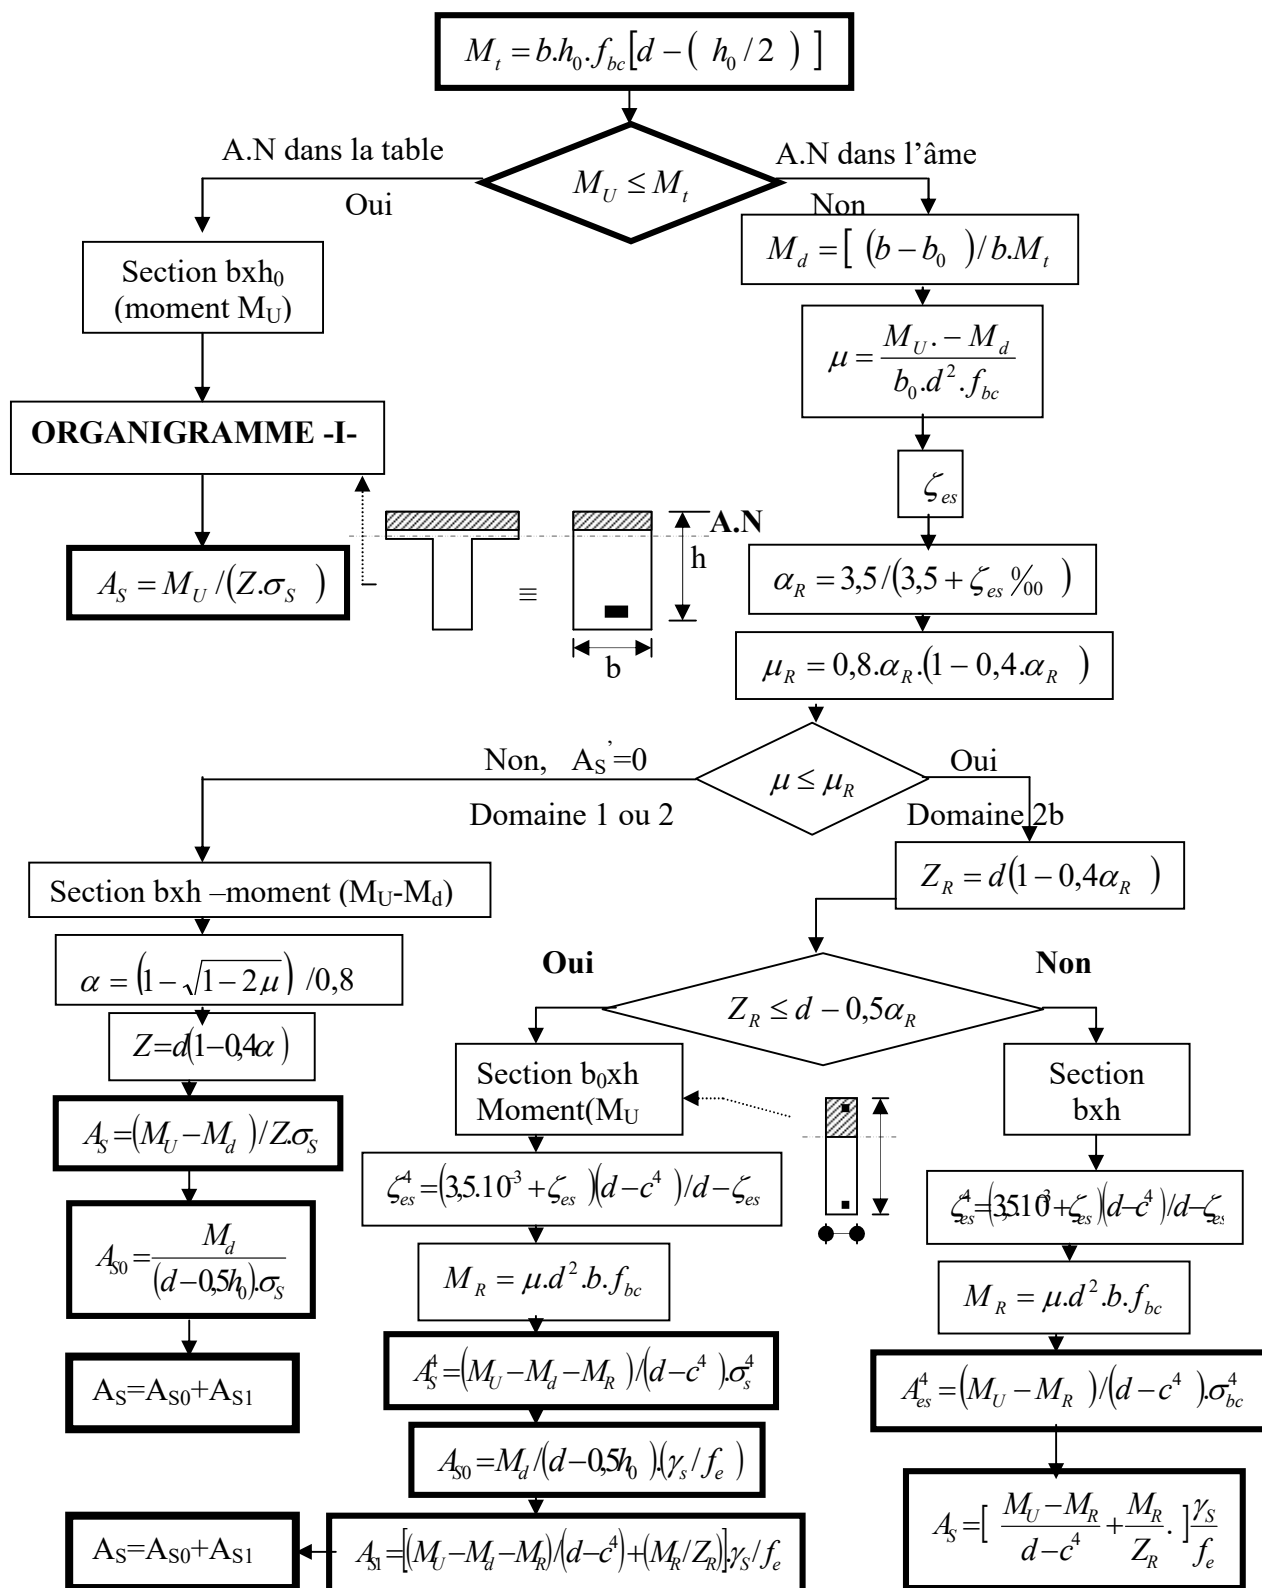 M_t = b.h_0.f_bc[d − ( h_0/2 )]
A.N dans la table
A.N dans l’âme
M_U ≤ M_t
Oui
Non
Section bxh_0
(moment M_U)
M_d = [ (b − b_0 )/b.M_t
μ = (M_U. − M_d) / (b_0.d².f_bc)
ORGANIGRAMME -I-
ζ_es
A.N
h
≡
b
A_S = M_U /(Z.σ_S )
α_R = 3,5/(3,5 + ζ_es ‰ )
μ_R = 0,8.α_R.(1 − 0,4.α_R )
Non, A_S’=0
Oui
μ ≤ μ_R
Domaine 1 ou 2
Domaine 2b
Section bxh –moment (M_U-M_d)
Z_R = d(1 − 0,4α_R )
α = (1 − √(1 − 2μ)) /0,8
Oui
Non
Z_R ≤ d − 0,5α_R
Z=d(1−0,4α)
Section b_0xh
Moment(M_U
Section
bxh
A_S =(M_U − M_d )/Z.σ_S
ζ_es^4 =(3,5.10^-3 + ζ_es )(d − c^4 )/d − ζ_es
ζ_es^4=(3,5.10^-3+ζ_es)(d−c^4 )/d−ζ_es
A_S0 = M_d / (d−0,5h_0).σ_S
M_R = μ.d².b.f_bc
M_R = μ.d².b.f_bc
A_S^4 =(M_U − M_d − M_R )/(d − c^4 ).σ_s^4
A_es^4 =(M_U − M_R )/(d − c^4 ).σ_bc^4
A_S=A_S0+A_S1
A_S0=M_d/(d−0,5h_0 ).(γ_s/f_e )
A_S=[ (M_U−M_R)/(d−c^4) + M_R/Z_R . ] γ_S/f_e
A_S=A_S0+A_S1
A_S1=[(M_U−M_d−M_R)/(d−c^4)+(M_R/Z_R)].γ_S/f_e